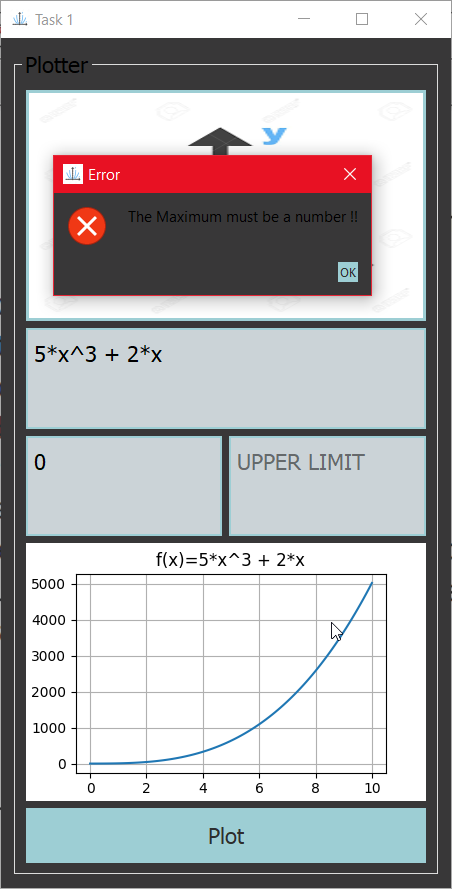 Task 1
Plotter
y
Error
The Maximum must be a number !!
OK
5*x^3 + 2*x
0
UPPER LIMIT
f(x)=5*x^3 + 2*x
5000
4000
3000
2000
1000
0
0 2 4 6 8 10
Plot